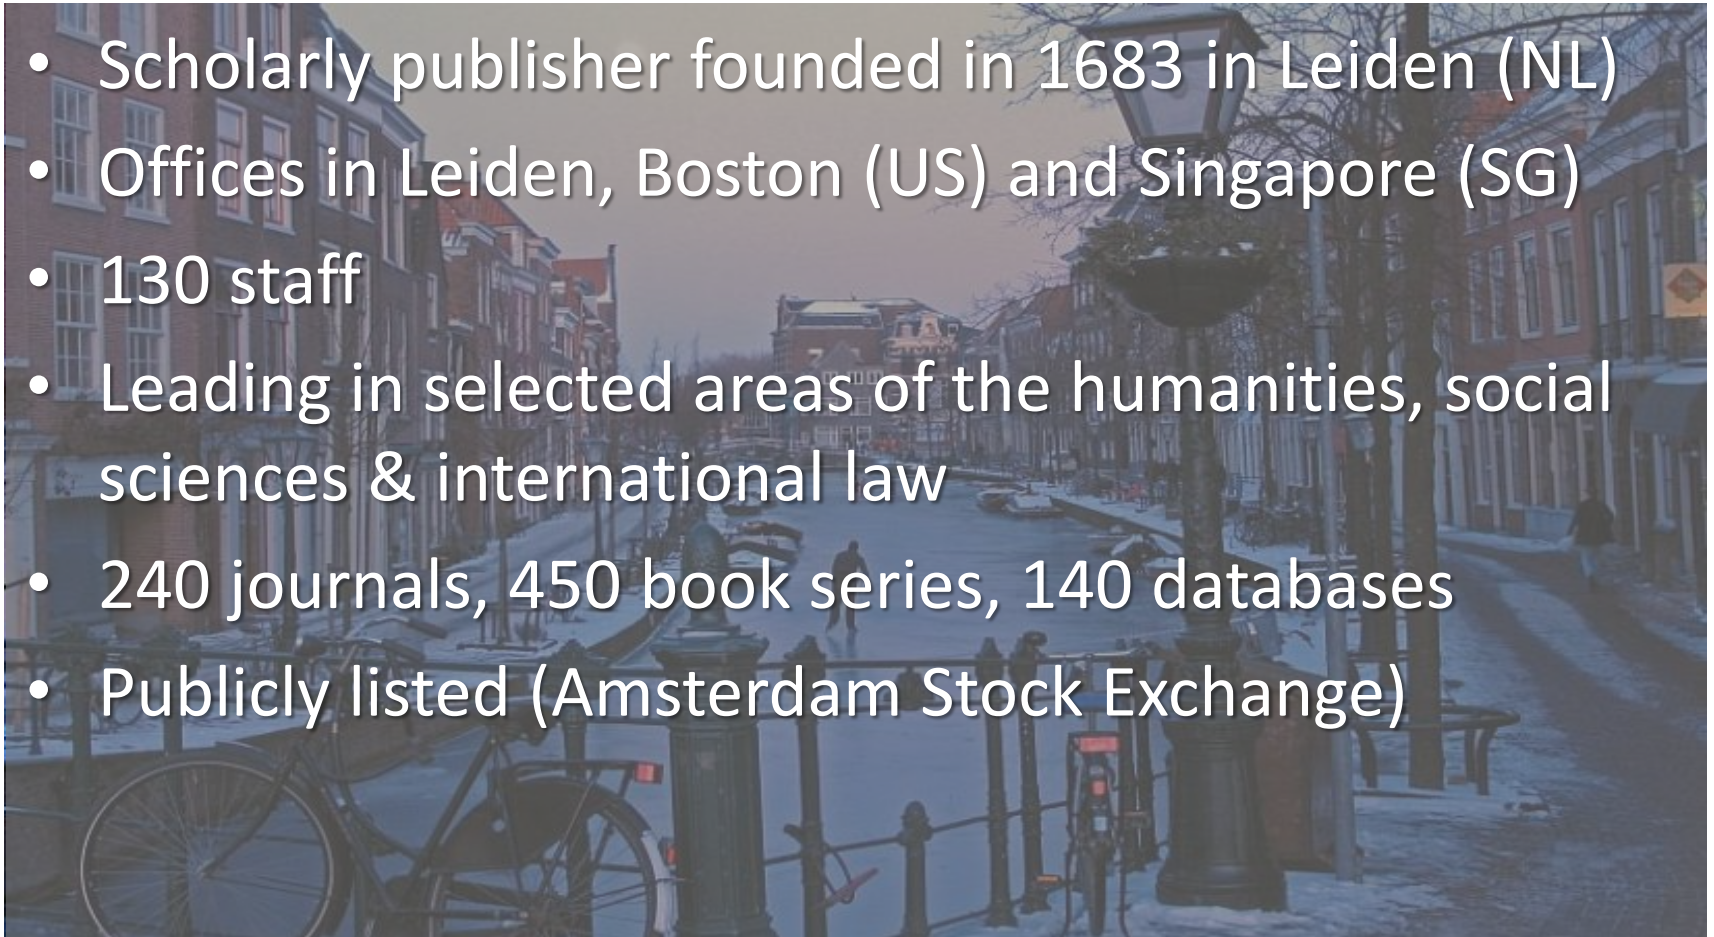 • Scholarly publisher founded in 1683 in Leiden (NL)
• Offices in Leiden, Boston (US) and Singapore (SG)
• 130 staff
• Leading in selected areas of the humanities, social
sciences & international law
• 240 journals, 450 book series, 140 databases
• Publicly listed (Amsterdam Stock Exchange)